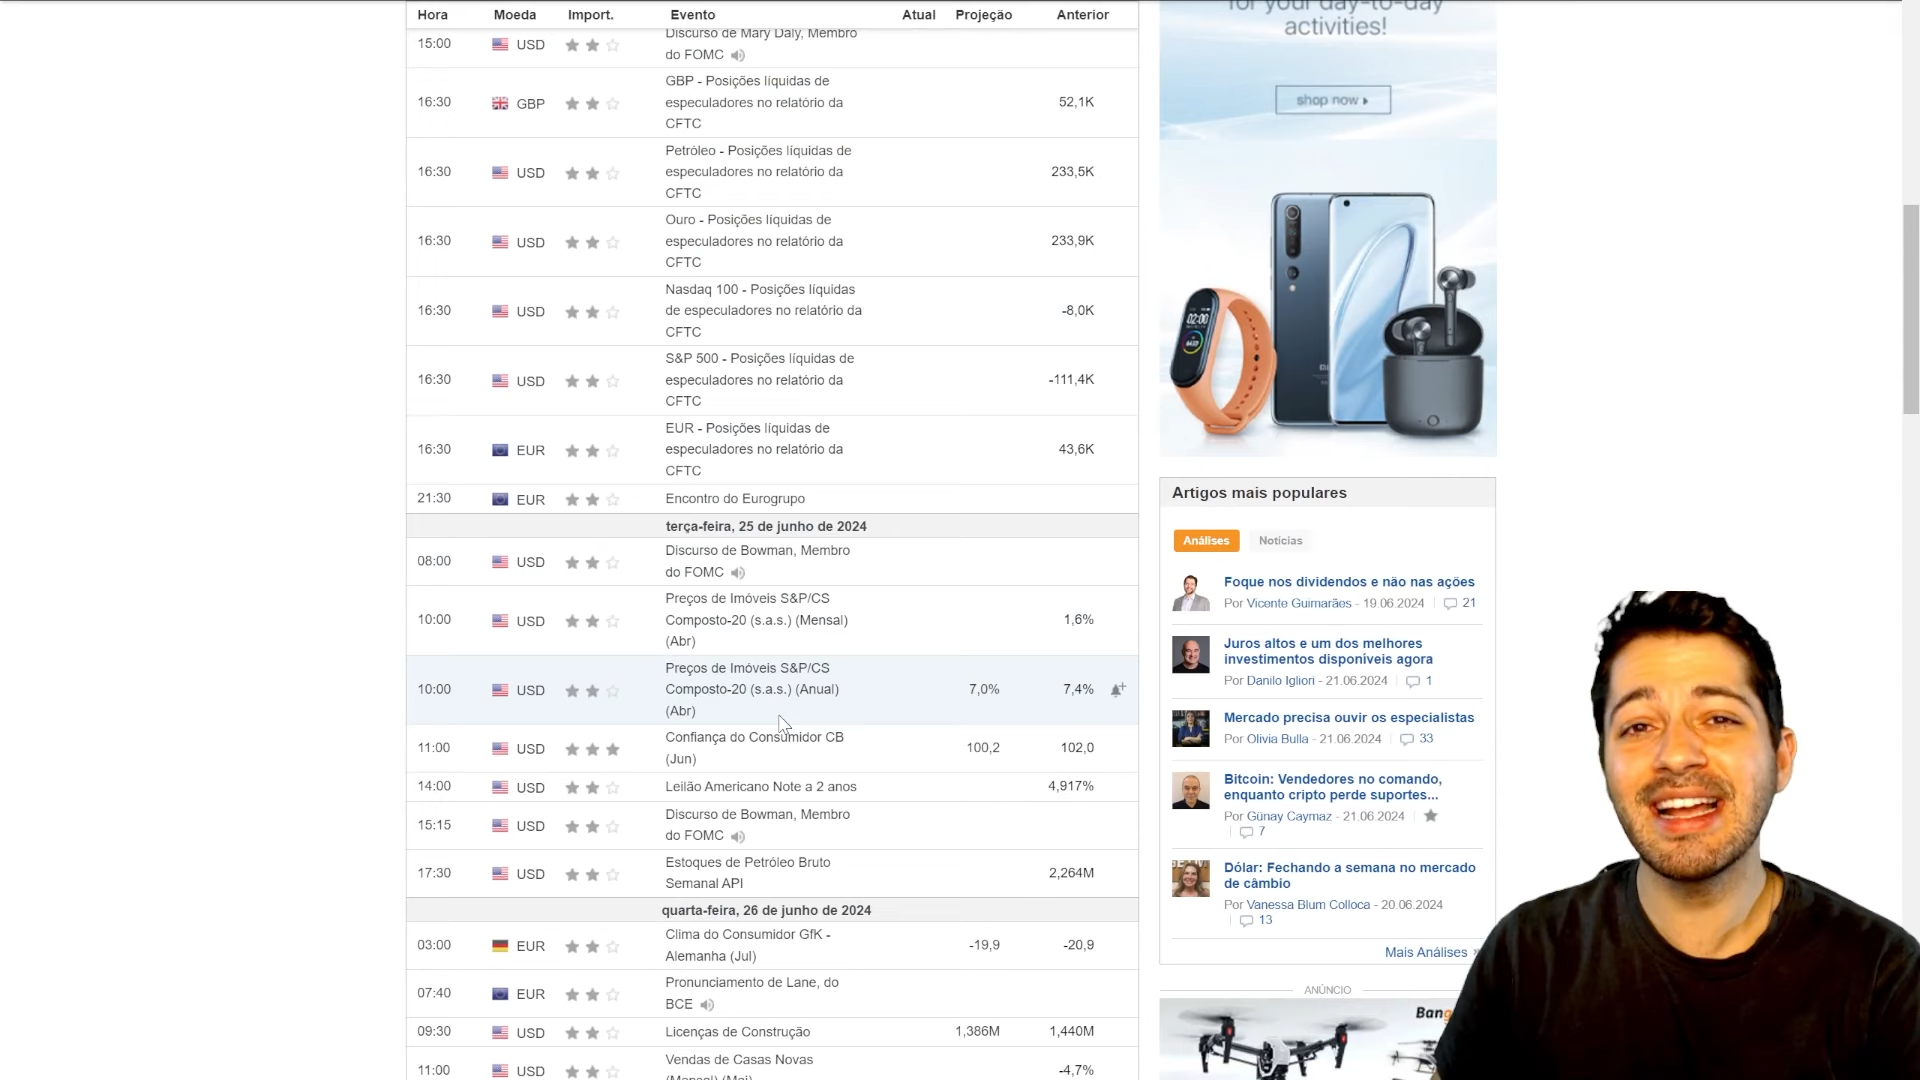 Hora Moeda Import. Evento Atual Projeção Anterior
15:00 USD Discurso de Mary Daly, Membro
do FOMC
16:30 GBP GBP - Posições líquidas de
especuladores no relatório da 52,1K
CFTC
16:30 USD Petróleo - Posições líquidas de
especuladores no relatório da 233,5K
CFTC
16:30 USD Ouro - Posições líquidas de
especuladores no relatório da 233,9K
CFTC
16:30 USD Nasdaq 100 - Posições líquidas
de especuladores no relatório da -8,0K
CFTC
16:30 USD S&P 500 - Posições líquidas de
especuladores no relatório da -111,4K
CFTC
16:30 EUR EUR - Posições líquidas de
especuladores no relatório da 43,6K
CFTC
21:30 EUR Encontro do Eurogrupo
terça-feira, 25 de junho de 2024
08:00 USD Discurso de Bowman, Membro
do FOMC
10:00 USD Preços de Imóveis S&P/CS
Composto-20 (s.a.s.) (Mensal) 1,6%
(Abr)
10:00 USD Preços de Imóveis S&P/CS
Composto-20 (s.a.s.) (Anual) 7,0% 7,4%
(Abr)
11:00 USD Confiança do Consumidor CB 100,2 102,0
(Jun)
14:00 USD Leilão Americano Note a 2 anos 4,917%
15:15 USD Discurso de Bowman, Membro
do FOMC
17:30 USD Estoques de Petróleo Bruto 2,264M
Semanal API
quarta-feira, 26 de junho de 2024
03:00 EUR Clima do Consumidor GfK - -19,9 -20,9
Alemanha (Jul)
07:40 EUR Pronunciamento de Lane, do
BCE
09:30 USD Licenças de Construção 1,386M 1,440M
11:00 USD Vendas de Casas Novas -4,7%
(Mensal) (Mai)
for your day-to-day
activities!
shop now
02:00
Artigos mais populares
Análises Notícias
Foque nos dividendos e não nas ações
Por Vicente Guimarães - 19.06.2024 21
Juros altos e um dos melhores
investimentos disponíveis agora
Por Danilo Igliori - 21.06.2024 1
Mercado precisa ouvir os especialistas
Por Olivia Bulla - 21.06.2024 33
Bitcoin: Vendedores no comando,
enquanto cripto perde suportes...
Por Günay Caymaz - 21.06.2024
7
Dólar: Fechando a semana no mercado
de câmbio
Por Vanessa Blum Colloca - 20.06.2024
13
Mais Análises »
ANÚNCIO